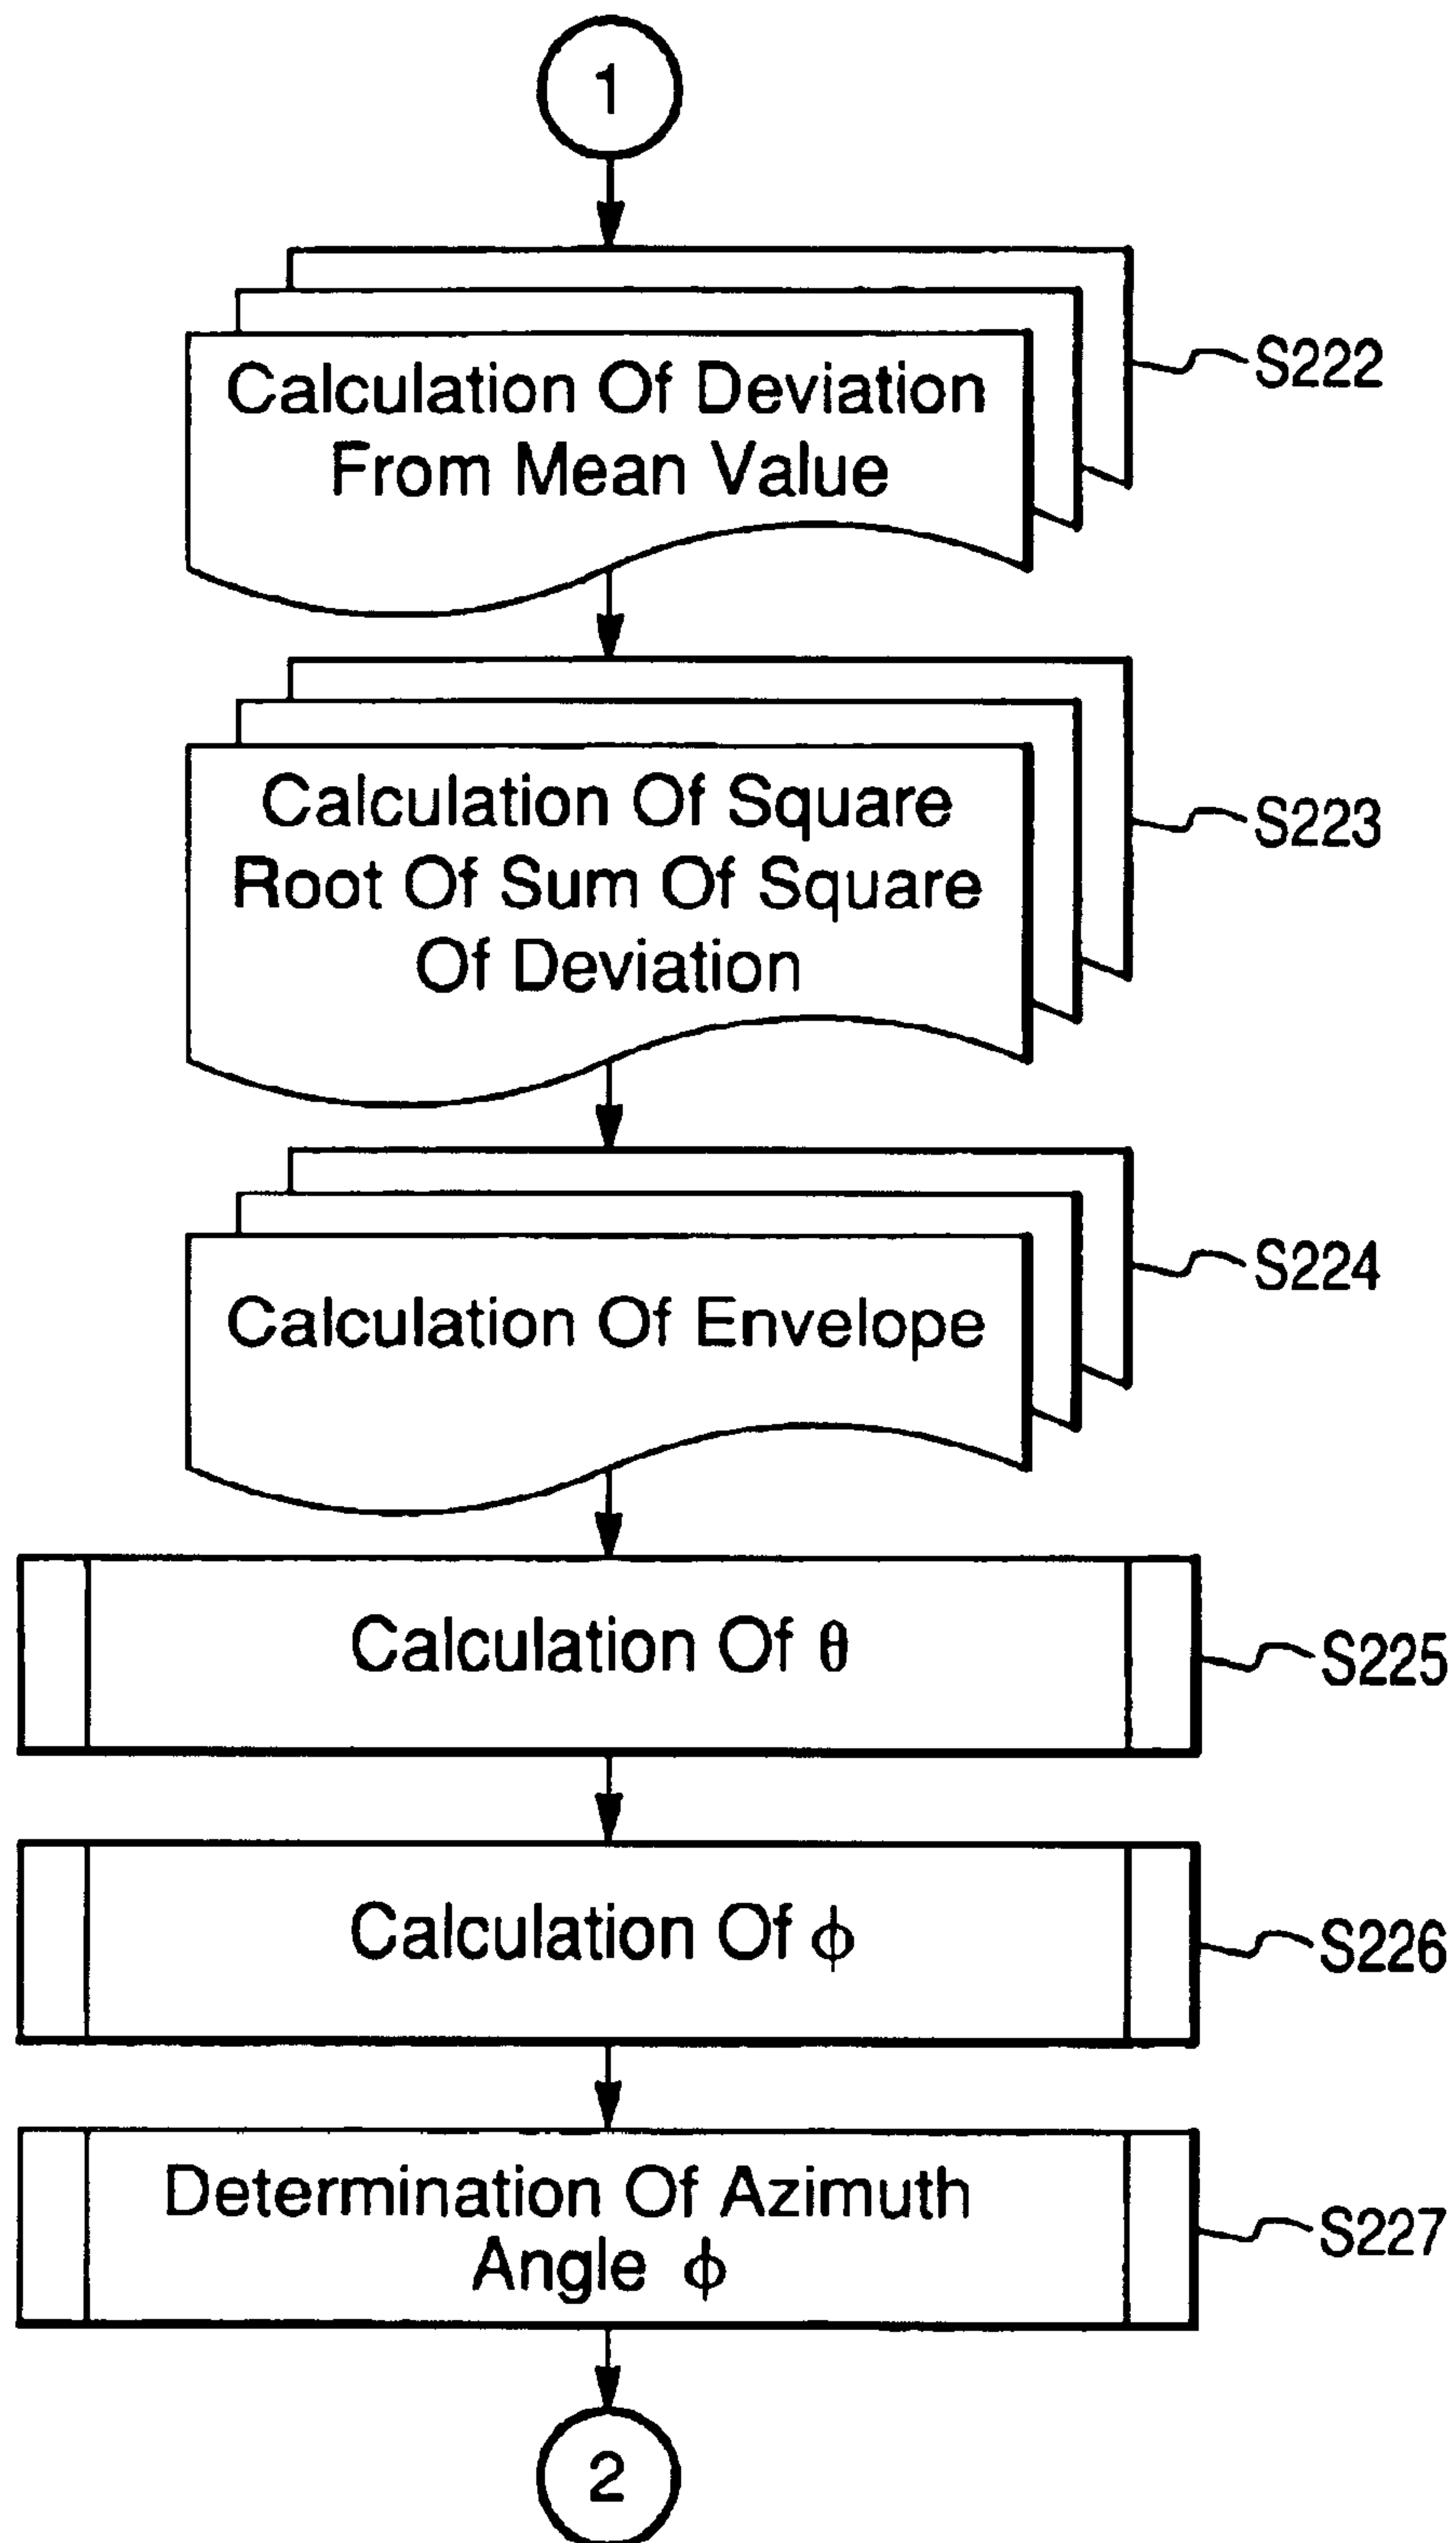 1
Calculation Of Deviation
From Mean Value
S222
Calculation Of Square
Root Of Sum Of Square
Of Deviation
S223
Calculation Of Envelope
S224
Calculation Of θ
S225
Calculation Of ϕ
S226
Determination Of Azimuth
Angle ϕ
S227
2